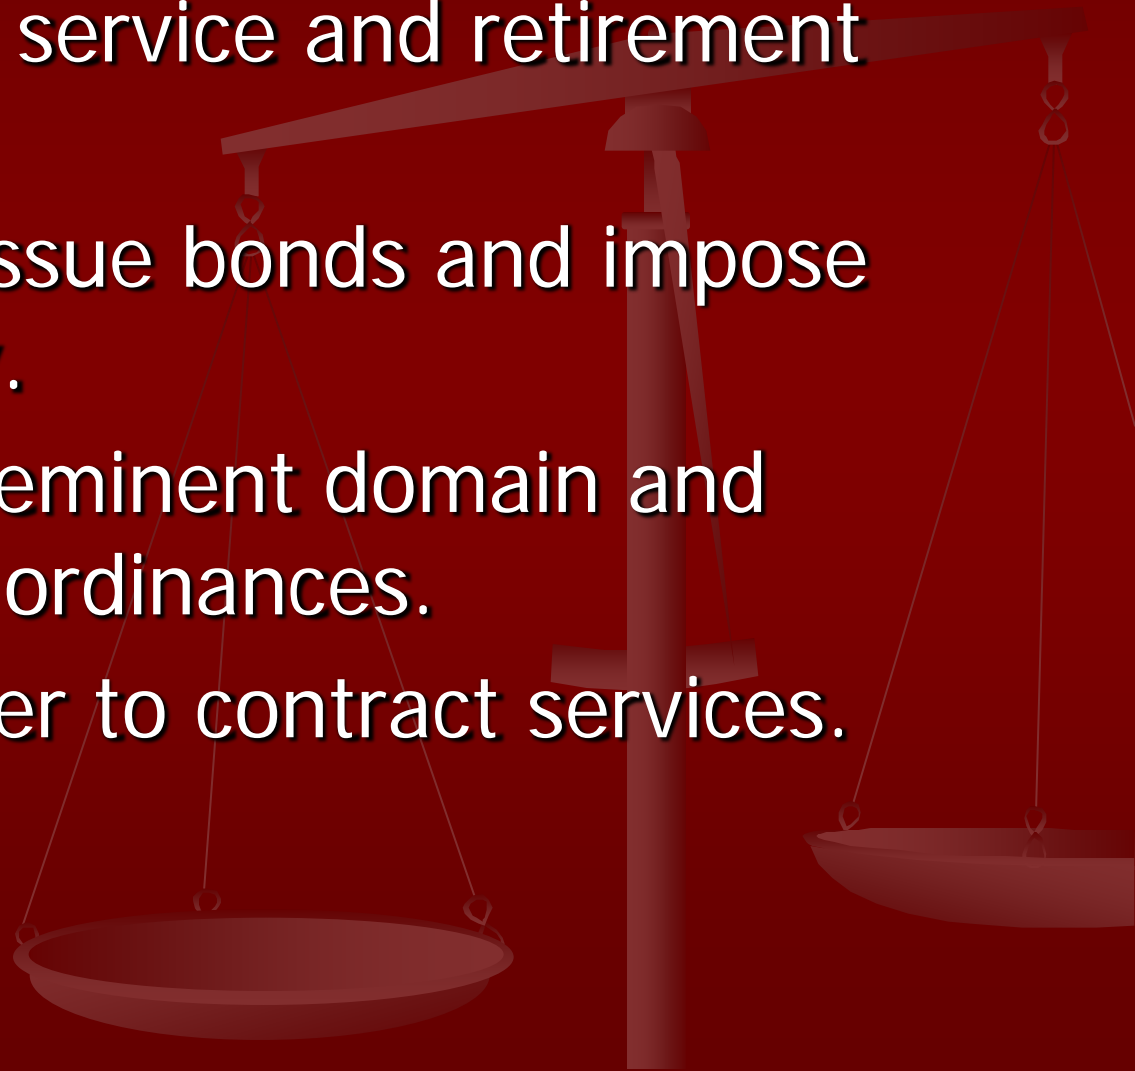 service and retirement
ssue bonds and impose
.
eminent domain and
ordinances.
er to contract services.